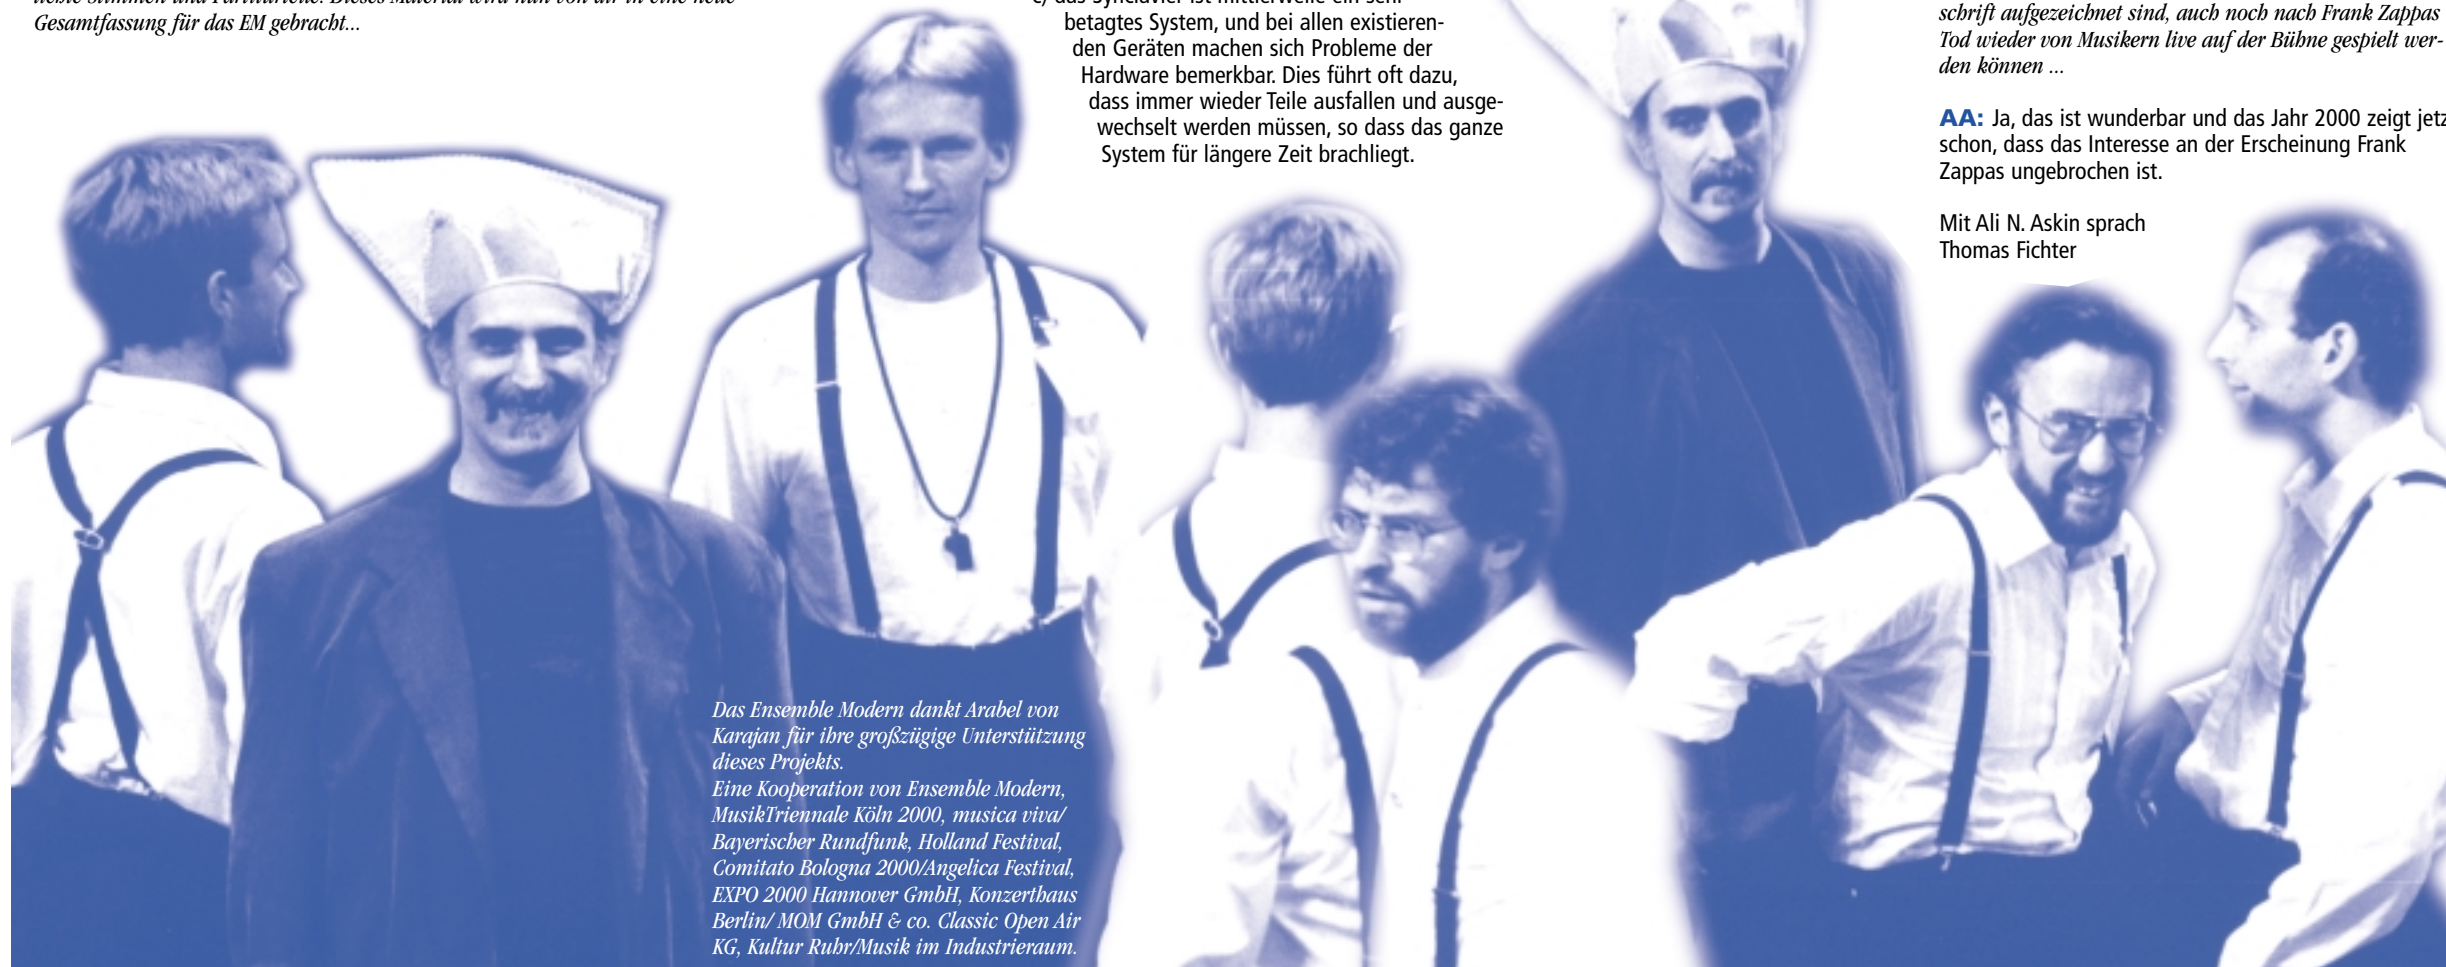 Gesamtfassung für das EM gebracht...
betagtes System, und bei allen existieren-
den Geräten machen sich Probleme der
Hardware bemerkbar. Dies führt oft dazu,
dass immer wieder Teile ausfallen und ausge-
wechselt werden müssen, so dass das ganze
System für längere Zeit brachliegt.
schrift aufgezeichnet sind, auch noch nach Frank Zappas
Tod wieder von Musikern live auf der Bühne gespielt wer-
den können ...
AA: Ja, das ist wunderbar und das Jahr 2000 zeigt jetz
schon, dass das Interesse an der Erscheinung Frank
Zappas ungebrochen ist.
Mit Ali N. Askin sprach
Thomas Fichter
Das Ensemble Modern dankt Arabel von
Karajan für ihre großzügige Unterstützung
dieses Projekts.
Eine Kooperation von Ensemble Modern,
MusikTriennale Köln 2000, musica viva/
Bayerischer Rundfunk, Holland Festival,
Comitato Bologna 2000/Angelica Festival,
EXPO 2000 Hannover GmbH, Konzerthaus
Berlin/ MOM GmbH & co. Classic Open Air
KG, Kultur Ruhr/Musik im Industrieraum.